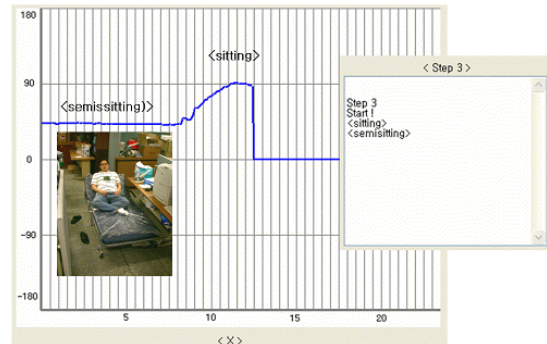 180
<sitting>
< Step 3 >
90
<semissitting)>
Step 3
Start !
<sitting>
<semisitting>
0
-90
-180
5
10
15
20
< X >